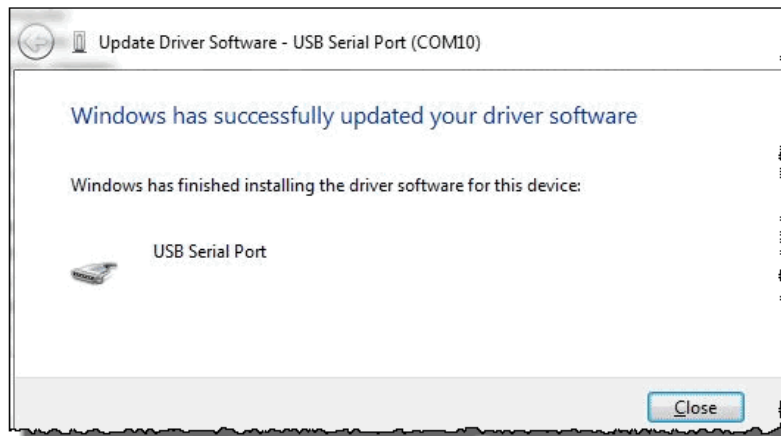 Update Driver Software - USB Serial Port (COM10)
Windows has successfully updated your driver software
Windows has finished installing the driver software for this device:
USB Serial Port
Close